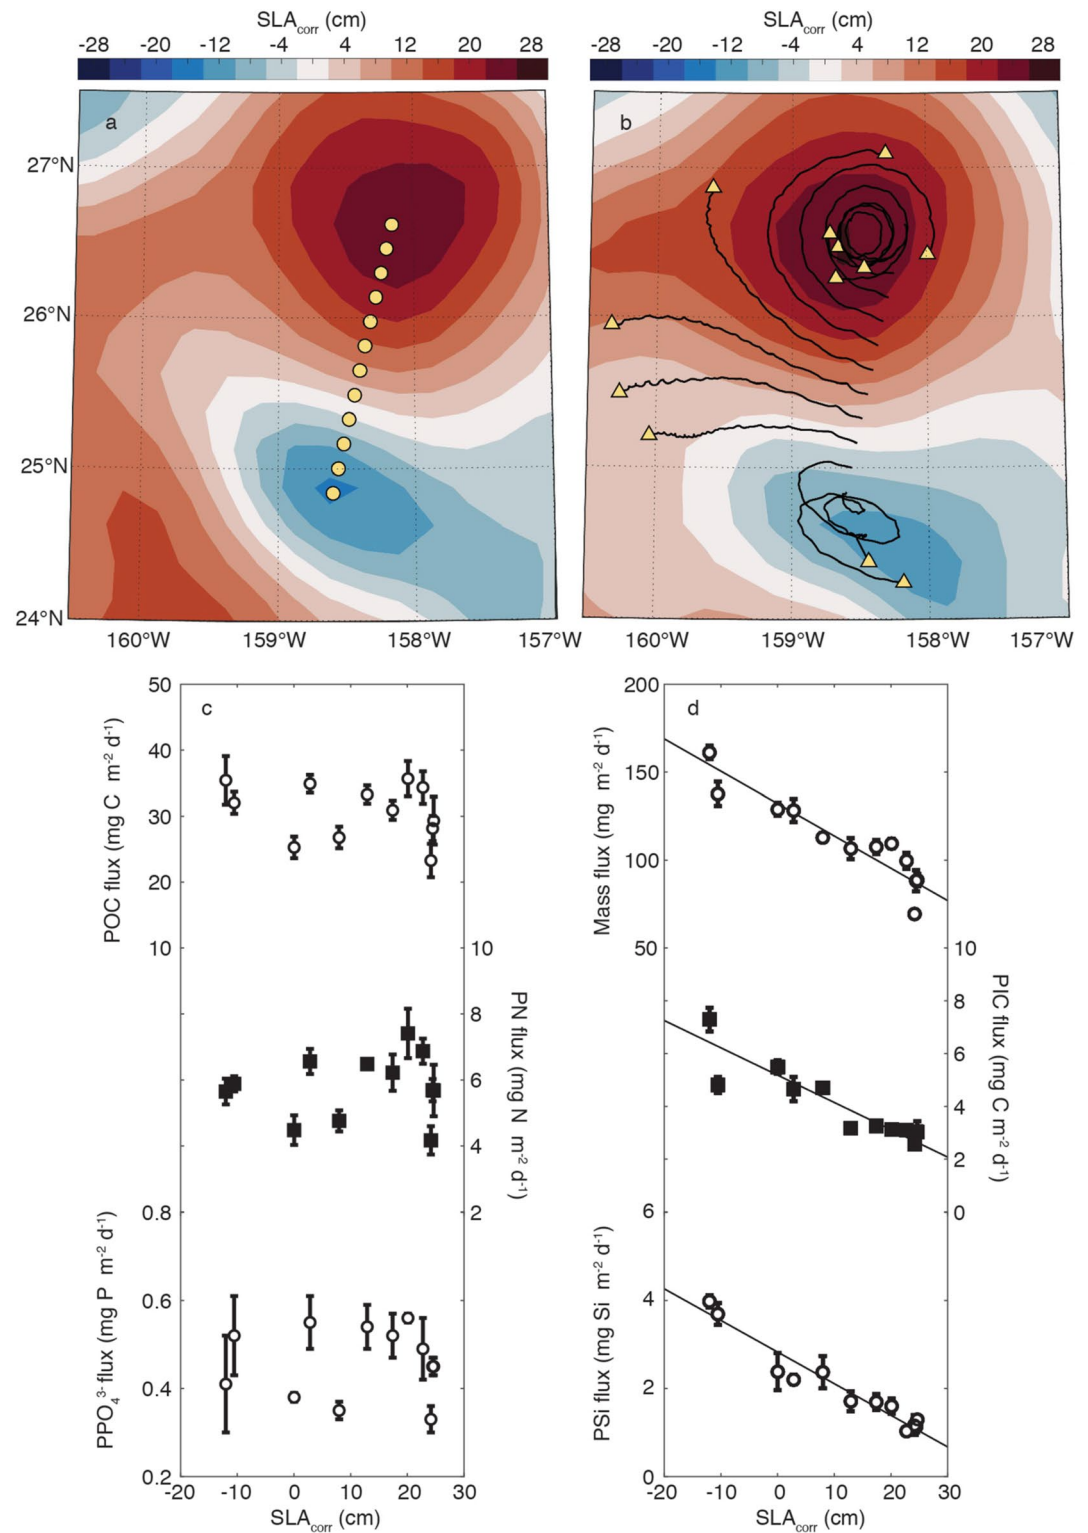 SLAcorr (cm)
-28 -20 -12 -4 4 12 20 28
a
27°N
26°N
25°N
24°N
160°W 159°W 158°W 157°W
SLAcorr (cm)
-28 -20 -12 -4 4 12 20 28
b
160°W 159°W 158°W 157°W
c
POC flux (mg C m-2 d-1)
50
40
30
20
10
PN flux (mg N m-2 d-1)
10
8
6
4
2
PPO43- flux (mg P m-2 d-1)
0.8
0.6
0.4
0.2
-20 -10 0 10 20 30
SLAcorr (cm)
d
Mass flux (mg m-2 d-1)
200
150
100
50
PIC flux (mg C m-2 d-1)
10
8
6
4
2
0
PSi flux (mg Si m-2 d-1)
6
4
2
0
-20 -10 0 10 20 30
SLAcorr (cm)